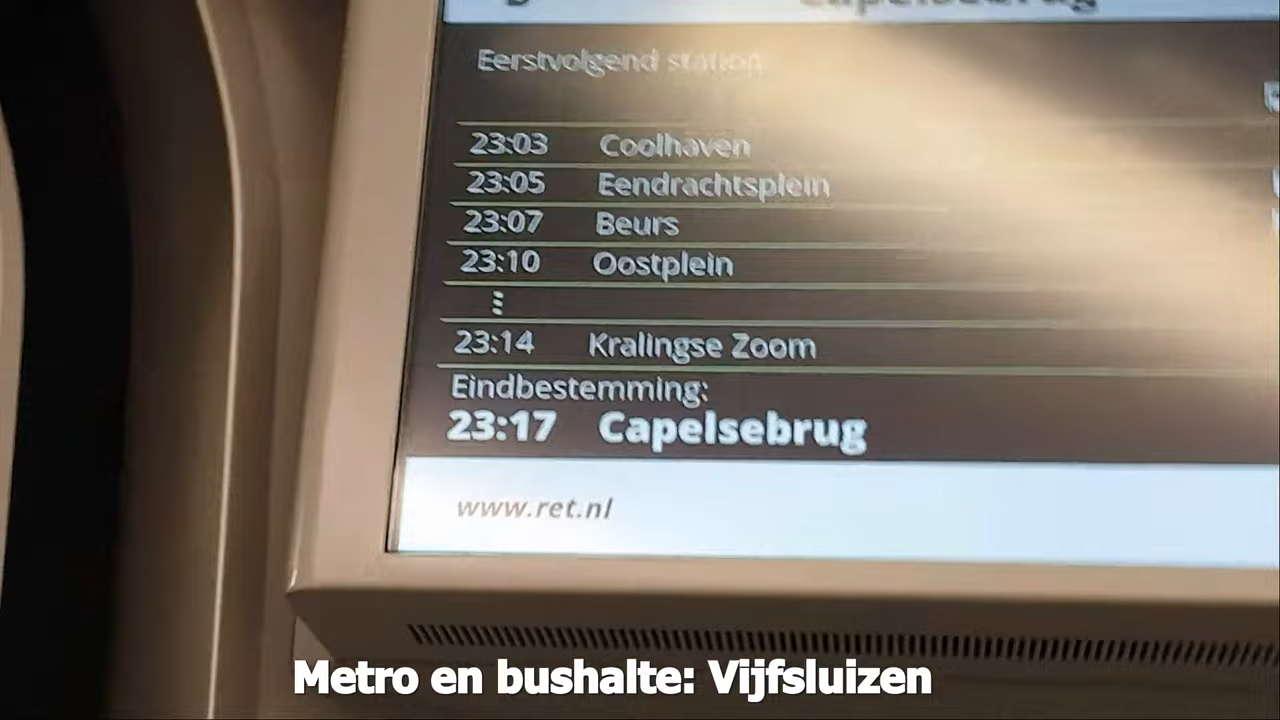 Capelsebrug
Eerstvolgend station
23:03 Coolhaven
23:05 Eendrachtsplein
23:07 Beurs
23:10 Oostplein
⋮
23:14 Kralingse Zoom
Eindbestemming:
23:17 Capelsebrug
www.ret.nl
Metro en bushalte: Vijfsluizen